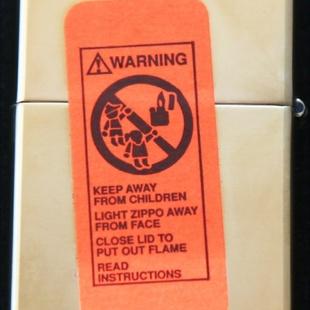 WARNING
KEEP AWAY
FROM CHILDREN
LIGHT ZIPPO AWAY
FROM FACE
CLOSE LID TO
PUT OUT FLAME
READ
INSTRUCTIONS